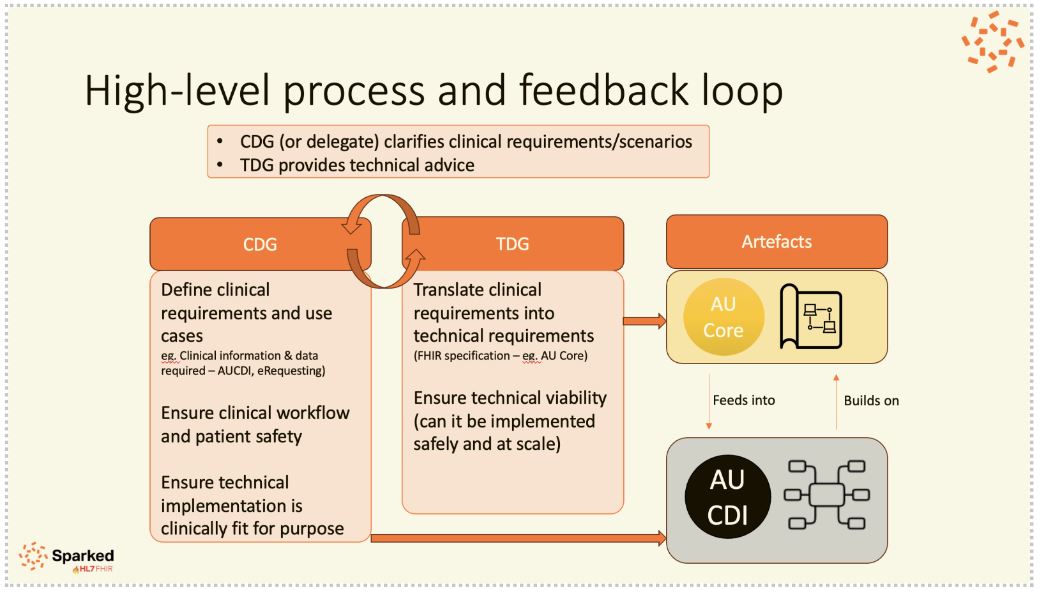 High-level process and feedback loop
• CDG (or delegate) clarifies clinical requirements/scenarios
• TDG provides technical advice
CDG
Define clinical
requirements and use
cases
eg. Clinical information & data
required – AUCDI, eRequesting)
Ensure clinical workflow
and patient safety
Ensure technical
implementation is
clinically fit for purpose
TDG
Translate clinical
requirements into
technical requirements
(FHIR specification – eg. AU Core)
Ensure technical viability
(can it be implemented
safely and at scale)
Artefacts
AU
Core
Feeds into
Builds on
AU
CDI
Sparked
HL7 FHIR